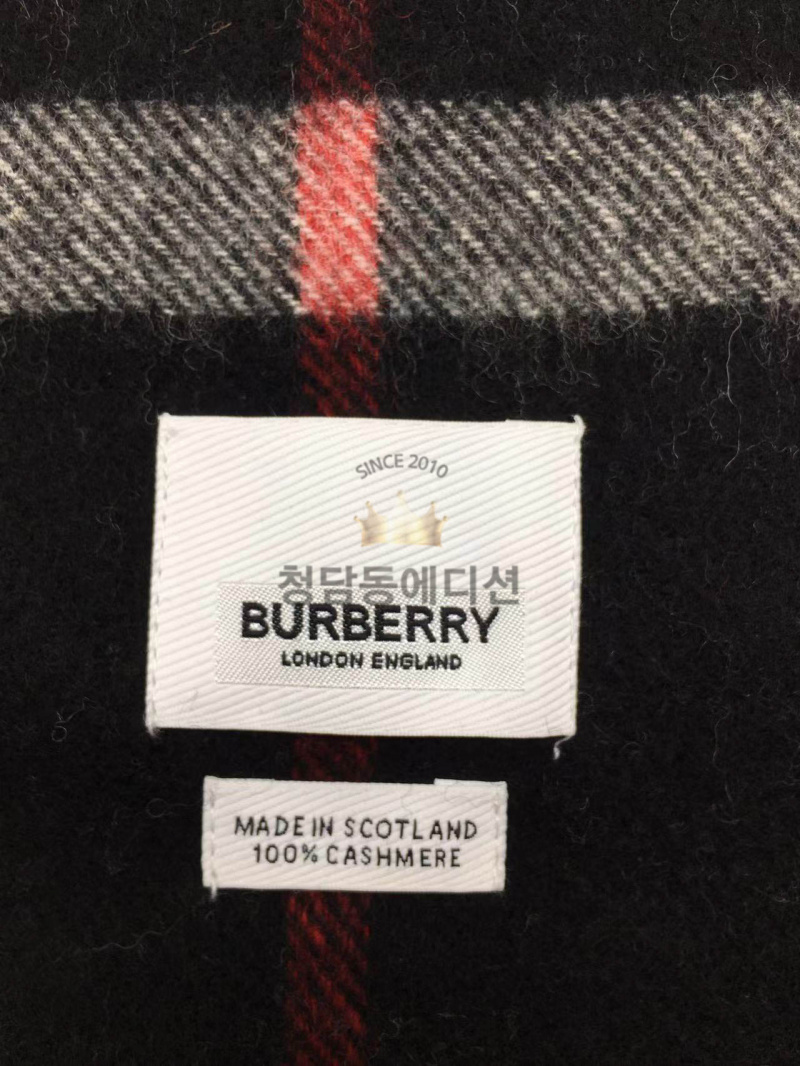 SINCE 2010
청담동에디션
BURBERRY
LONDON ENGLAND
MADE IN SCOTLAND
100% CASHMERE